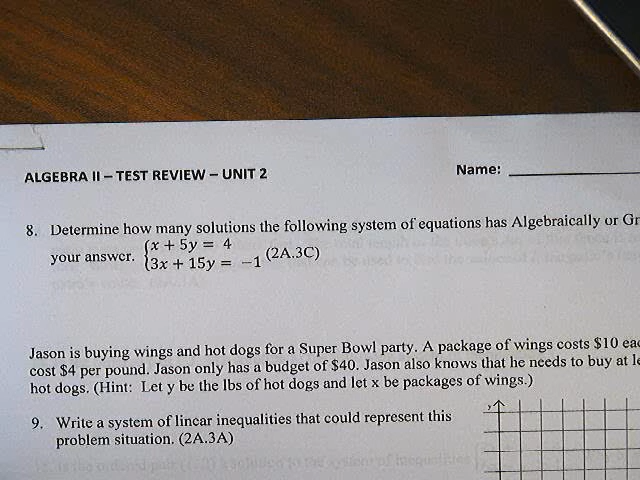 ALGEBRA II – TEST REVIEW – UNIT 2
Name:
8. Determine how many solutions the following system of equations has Algebraically or Gr
your answer. {x + 5y = 4
{3x + 15y = −1 (2A.3C)
Jason is buying wings and hot dogs for a Super Bowl party. A package of wings costs $10 eac
cost $4 per pound. Jason only has a budget of $40. Jason also knows that he needs to buy at le
hot dogs. (Hint: Let y be the lbs of hot dogs and let x be packages of wings.)
9. Write a system of linear inequalities that could represent this
problem situation. (2A.3A)
y